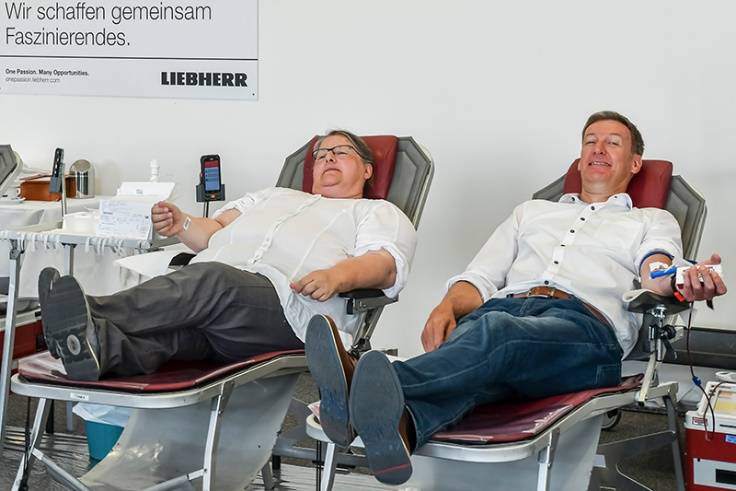 Wir schaffen gemeinsam
Faszinierendes.
One Passion. Many Opportunities.
onepassion.liebherr.com
LIEBHERR